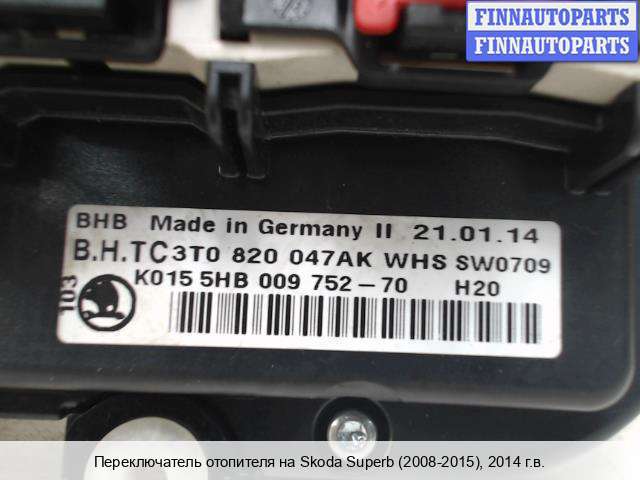 FINNAUTOPARTS
FINNAUTOPARTS
BHB Made in Germany II 21.01.14
B.H.TC 3T0 820 047AK WHS SW0709
K015 5HB 009 752-70 H20
103
Переключатель отопителя на Skoda Superb (2008-2015), 2014 г.в.